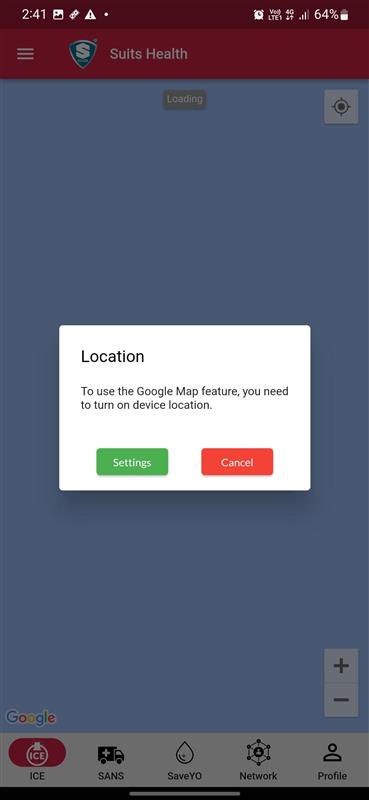 2:41
Vo))
LTE1
4G
64%
S
Suits Health
Loading
Location
To use the Google Map feature, you need
to turn on device location.
Settings
Cancel
Google
ICE
ICE
SANS
SaveYO
Network
Profile